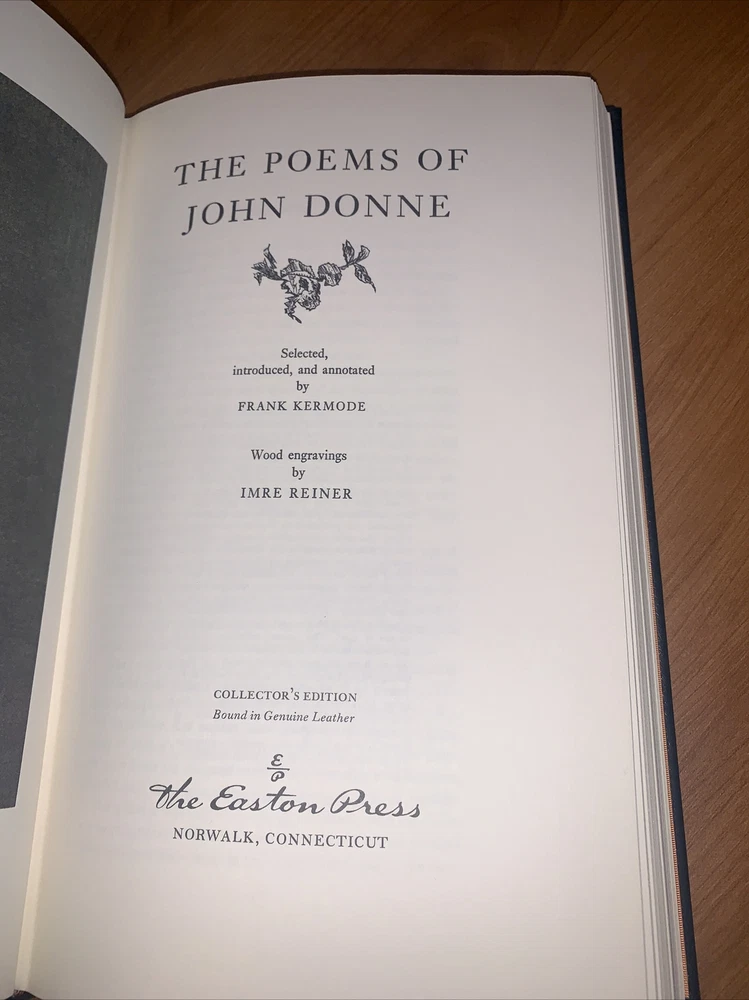 THE POEMS OF
JOHN DONNE
Selected,
introduced, and annotated
by
FRANK KERMODE
Wood engravings
by
IMRE REINER
COLLECTOR'S EDITION
Bound in Genuine Leather
E
P
The Easton Press
NORWALK, CONNECTICUT